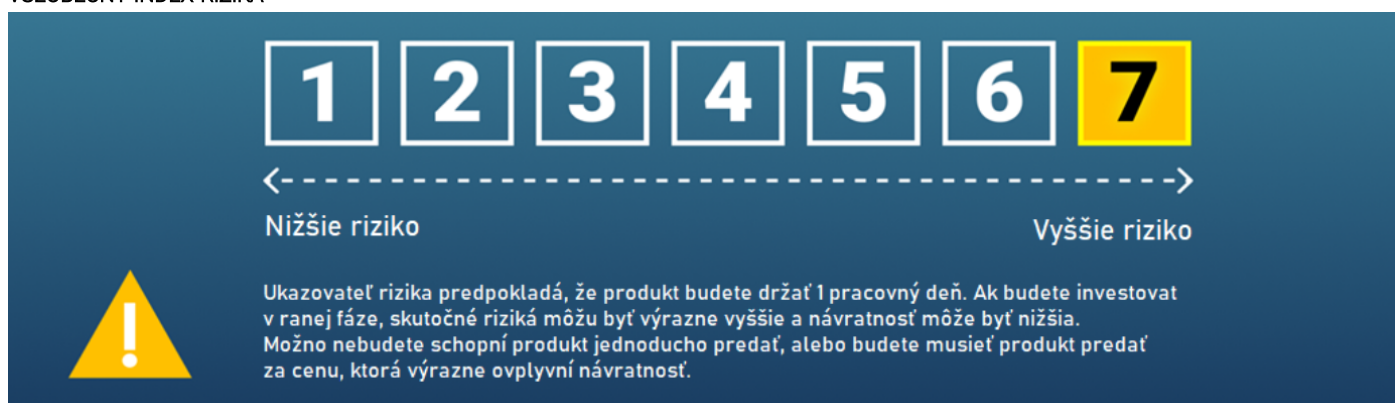 1 2 3 4 5 6 7
Nižšie riziko
Vyššie riziko
Ukazovateľ rizika predpokladá, že produkt budete držať 1 pracovný deň. Ak budete investovat
v ranej fáze, skutočné riziká môžu byť výrazne vyššie a návratnosť môže byť nižšia.
Možno nebudete schopní produkt jednoducho predať, alebo budete musieť produkt predať
za cenu, ktorá výrazne ovplyvní návratnosť.